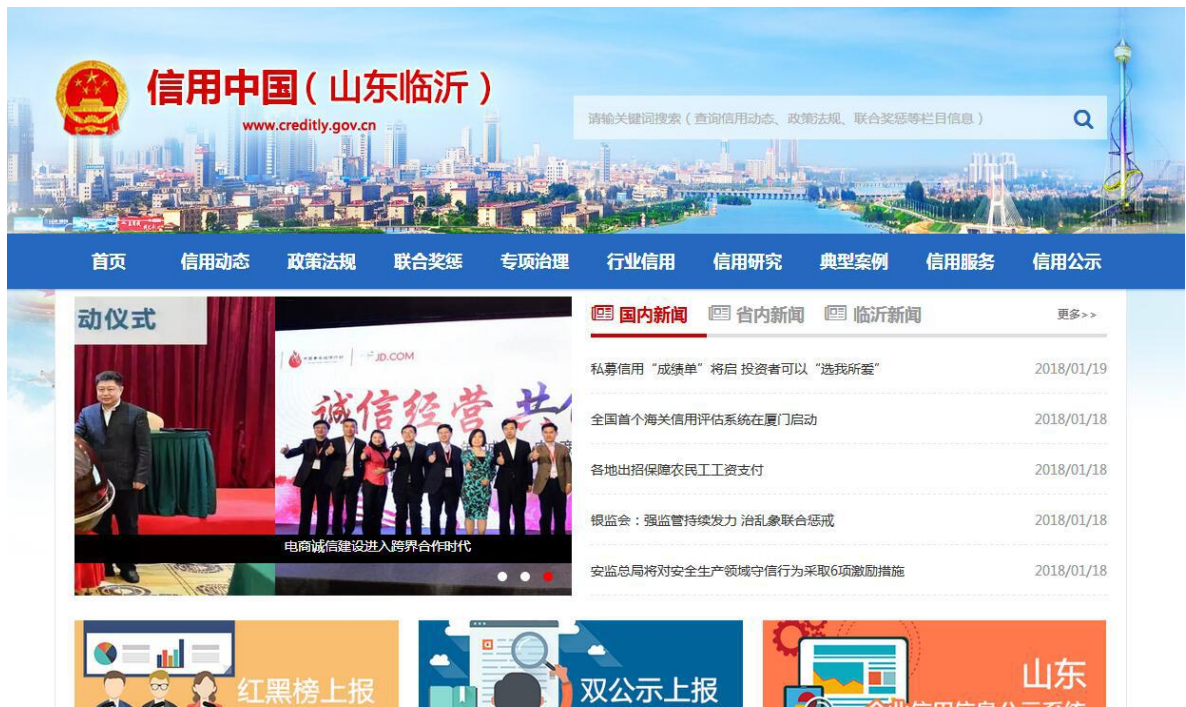 信用中国（山东临沂）
www.creditly.gov.cn
请输关键词搜索（查询信用动态、政策法规、联合奖惩等栏目信息）
首页 信用动态 政策法规 联合奖惩 专项治理 行业信用 信用研究 典型案例 信用服务 信用公示
动仪式
JD.COM
诚信经营 共
电商诚信建设进入跨界合作时代
国内新闻 省内新闻 临沂新闻 更多>>
私募信用“成绩单”将启 投资者可以“选我所爱” 2018/01/19
全国首个海关信用评估系统在厦门启动 2018/01/18
各地出招保障农民工工资支付 2018/01/18
银监会：强监管持续发力 治乱象联合惩戒 2018/01/18
安监总局将对安全生产领域守信行为采取6项激励措施 2018/01/18
红黑榜上报
双公示上报
山东
企业信用信息公示系统